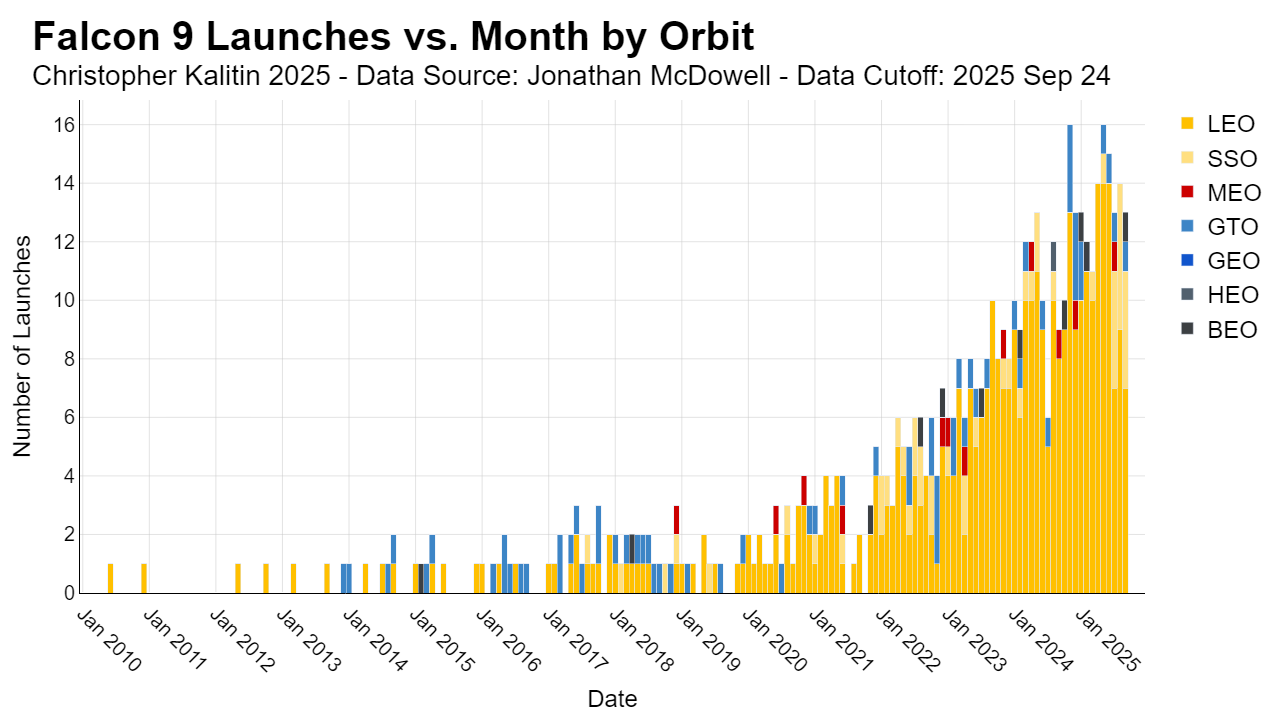 Falcon 9 Launches vs. Month by Orbit
Christopher Kalitin 2025 - Data Source: Jonathan McDowell - Data Cutoff: 2025 Sep 24
Number of Launches
16
14
12
10
8
6
4
2
0
Jan 2010
Jan 2011
Jan 2012
Jan 2013
Jan 2014
Jan 2015
Jan 2016
Jan 2017
Jan 2018
Jan 2019
Jan 2020
Jan 2021
Jan 2022
Jan 2023
Jan 2024
Jan 2025
Date
LEO
SSO
MEO
GTO
GEO
HEO
BEO